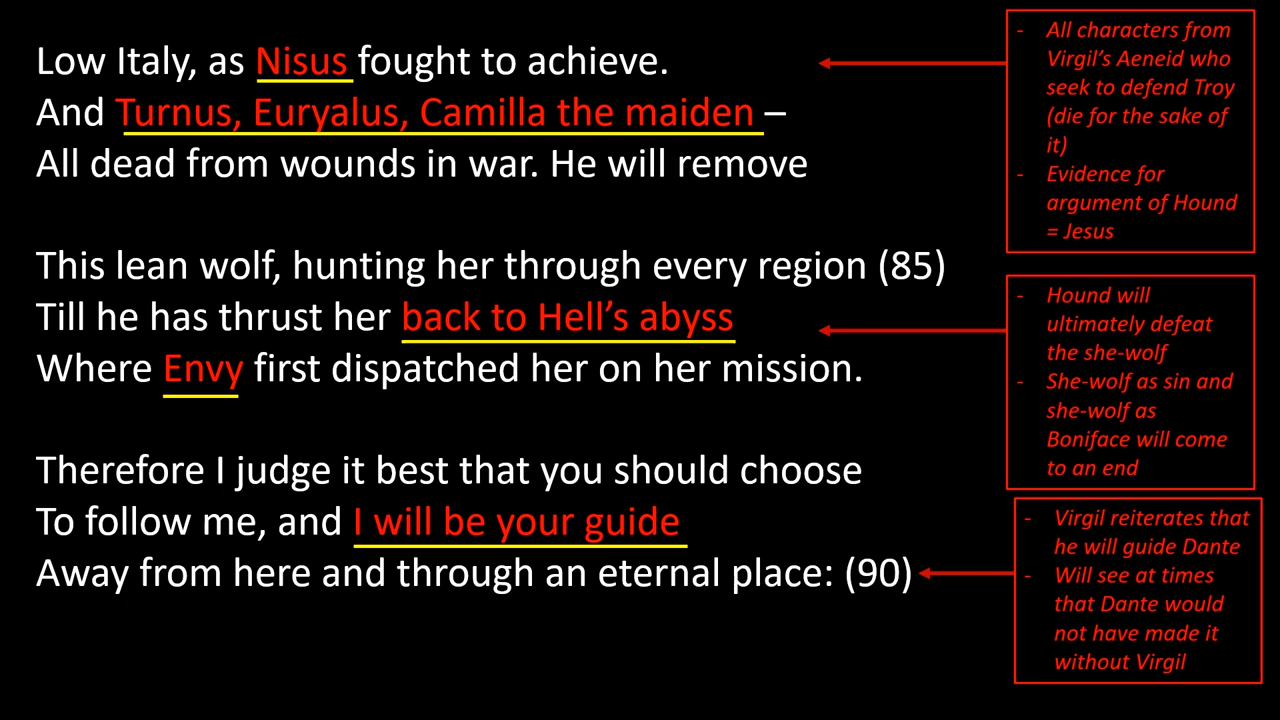 Low Italy, as Nisus fought to achieve.
And Turnus, Euryalus, Camilla the maiden –
All dead from wounds in war. He will remove
This lean wolf, hunting her through every region (85)
Till he has thrust her back to Hell’s abyss
Where Envy first dispatched her on her mission.
Therefore I judge it best that you should choose
To follow me, and I will be your guide
Away from here and through an eternal place: (90)
- All characters from
Virgil’s Aeneid who
seek to defend Troy
(die for the sake of
it)
- Evidence for
argument of Hound
= Jesus
- Hound will
ultimately defeat
the she-wolf
- She-wolf as sin and
she-wolf as
Boniface will come
to an end
- Virgil reiterates that
he will guide Dante
- Will see at times
that Dante would
not have made it
without Virgil